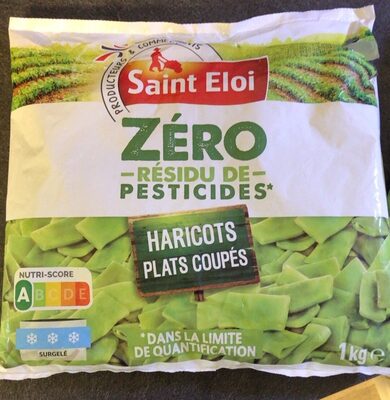 PRODUCTEURS & COMMERÇANTS
Saint Eloi
ZÉRO
RÉSIDU DE
PESTICIDES*
HARICOTS
PLATS COUPÉS
NUTRI-SCORE
A B C D E
SURGELÉ
*DANS LA LIMITE
DE QUANTIFICATION
1kg e